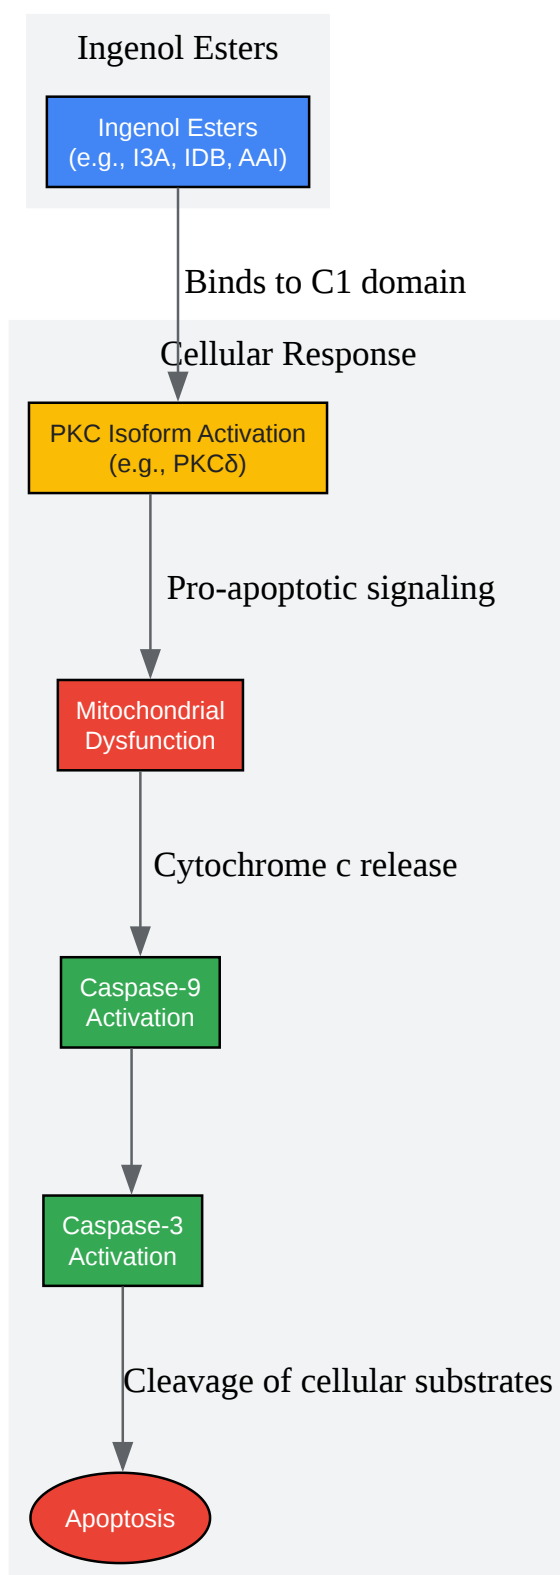 Ingenol Esters
Ingenol Esters
(e.g., I3A, IDB, AAI)
Binds to C1 domain
Cellular Response
PKC Isoform Activation
(e.g., PKCδ)
Pro-apoptotic signaling
Mitochondrial
Dysfunction
Cytochrome c release
Caspase-9
Activation
Caspase-3
Activation
Cleavage of cellular substrates
Apoptosis